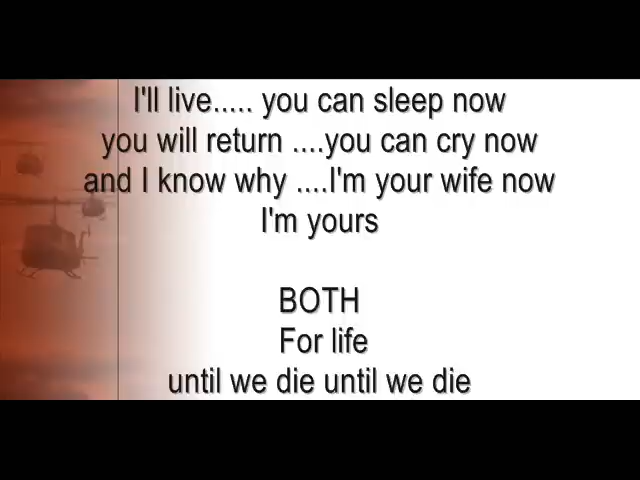 I'll live..... you can sleep now
you will return ....you can cry now
and I know why ....I'm your wife now
I'm yours
BOTH
For life
until we die until we die